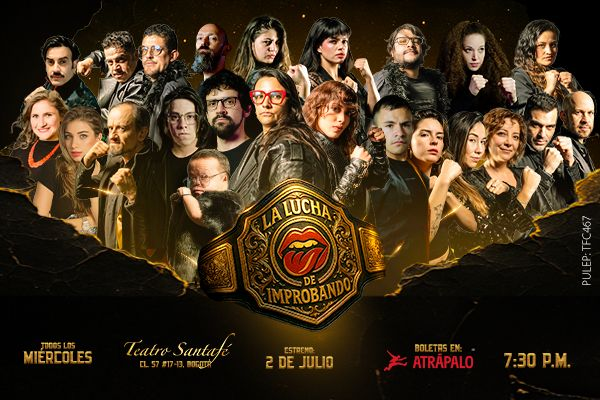 LA LUCHA
DE
IMPROBANDO
PULEP: TFC467
TODOS LOS
MIÉRCOLES
Teatro Santafé
CL 57 #17-13, BOGOTÁ
ESTRENO:
2 DE JULIO
BOLETAS EN:
ATRÁPALO
7:30 P.M.